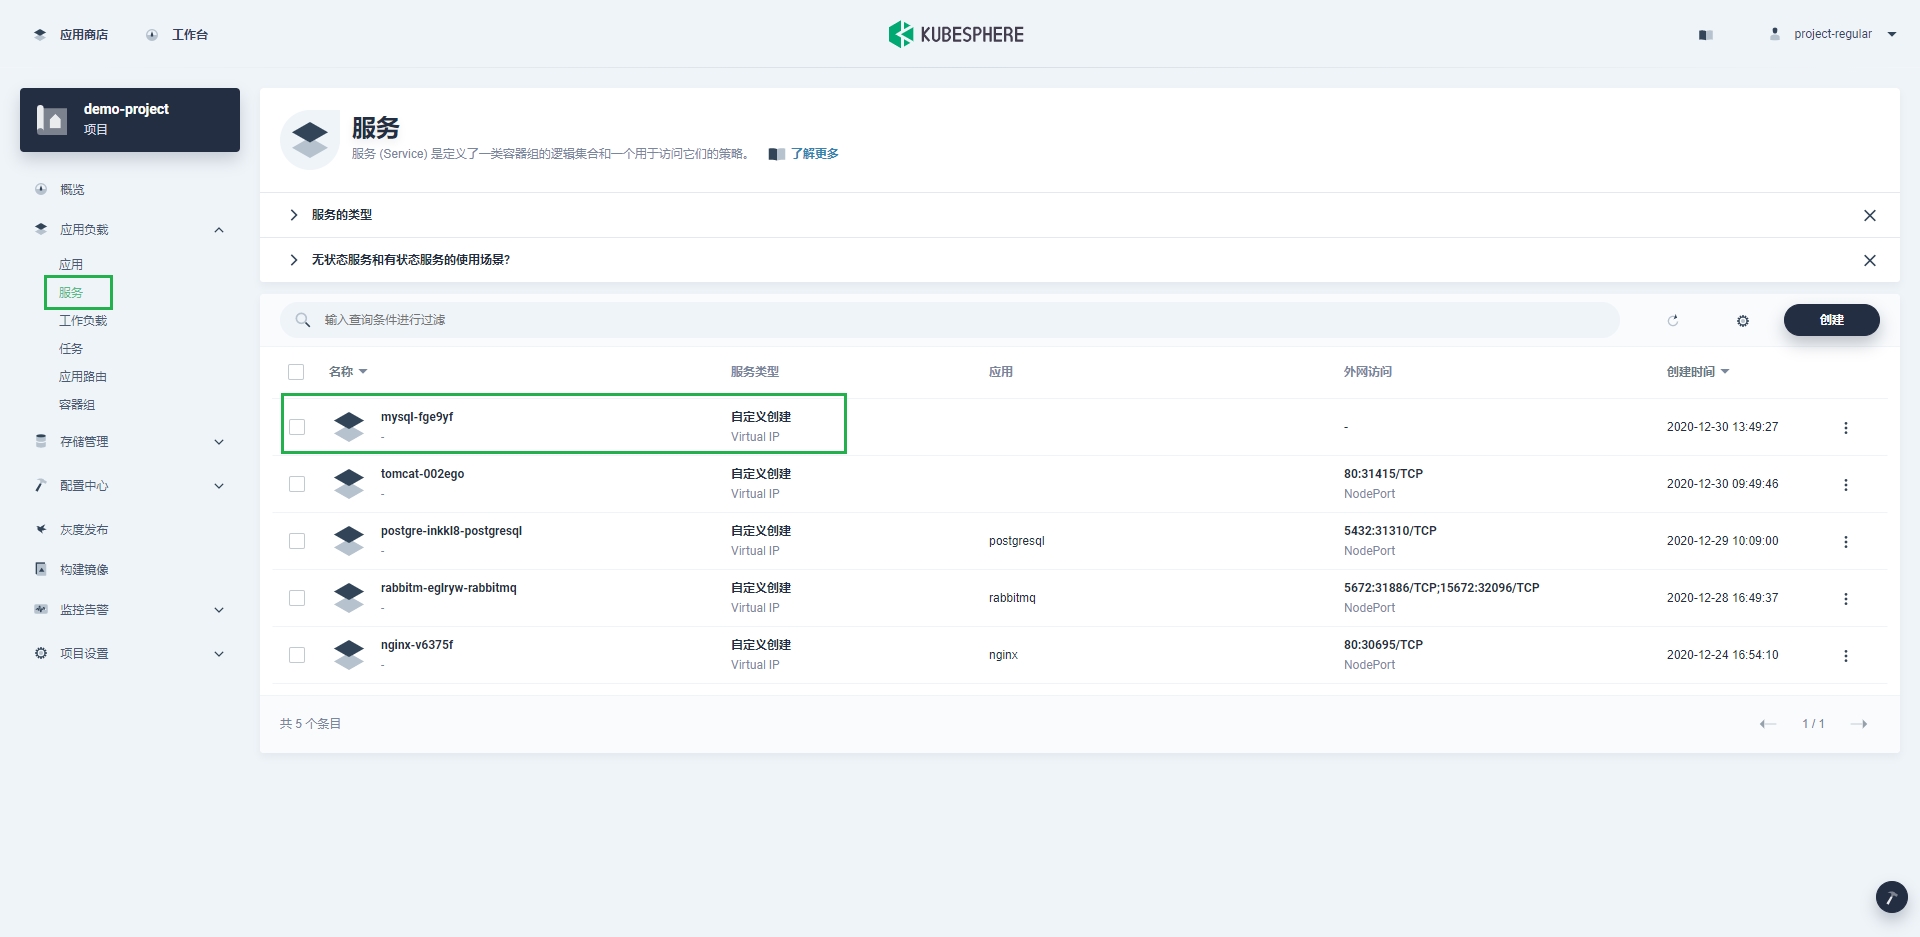 应用商店
工作台
KUBESPHERE
project-regular
demo-project
项目
概览
应用负载
应用
服务
工作负载
任务
应用路由
容器组
存储管理
配置中心
灰度发布
构建镜像
监控告警
项目设置
服务
服务 (Service) 是定义了一类容器组的逻辑集合和一个用于访问它们的策略。 了解更多
服务的类型
无状态服务和有状态服务的使用场景?
输入查询条件进行过滤
创建
名称 服务类型 应用 外网访问 创建时间
mysql-fge9yf 自定义创建
- Virtual IP - 2020-12-30 13:49:27
tomcat-002ego 自定义创建 80:31415/TCP
- Virtual IP NodePort 2020-12-30 09:49:46
postgre-inkkl8-postgresql 自定义创建 postgresql 5432:31310/TCP
- Virtual IP NodePort 2020-12-29 10:09:00
rabbitm-eglryw-rabbitmq 自定义创建 rabbitmq 5672:31886/TCP;15672:32096/TCP
- Virtual IP NodePort 2020-12-28 16:49:37
nginx-v6375f 自定义创建 nginx 80:30695/TCP
- Virtual IP NodePort 2020-12-24 16:54:10
共 5 个条目
1 / 1